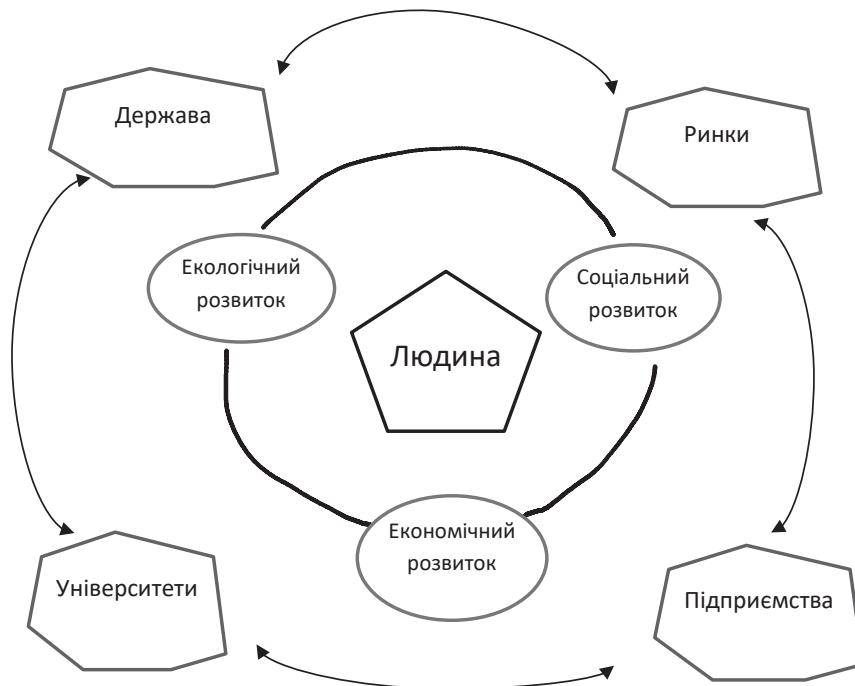 Держава
Ринки
Екологічний
розвиток
Соціальний
розвиток
Людина
Економічний
розвиток
Університети
Підприємства